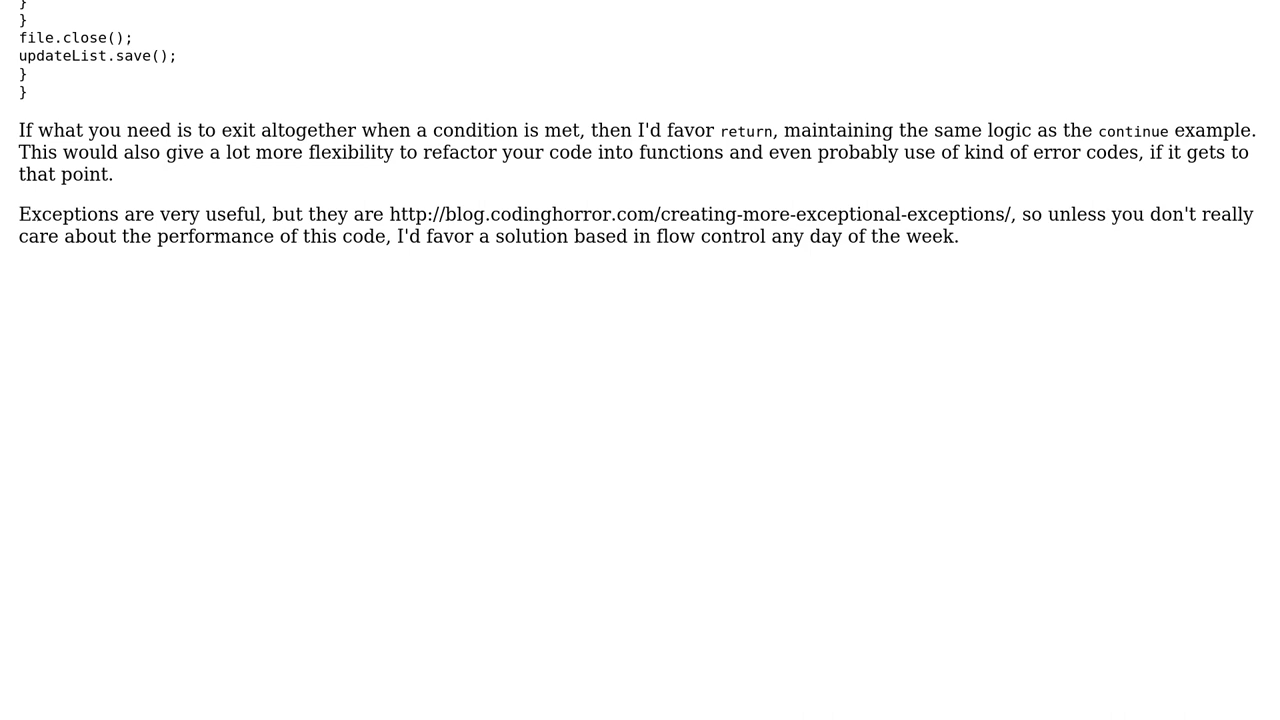 }
}
file.close();
updateList.save();
}
}
If what you need is to exit altogether when a condition is met, then I'd favor return, maintaining the same logic as the continue example.
This would also give a lot more flexibility to refactor your code into functions and even probably use of kind of error codes, if it gets to
that point.
Exceptions are very useful, but they are http://blog.codinghorror.com/creating-more-exceptional-exceptions/, so unless you don't really
care about the performance of this code, I'd favor a solution based in flow control any day of the week.